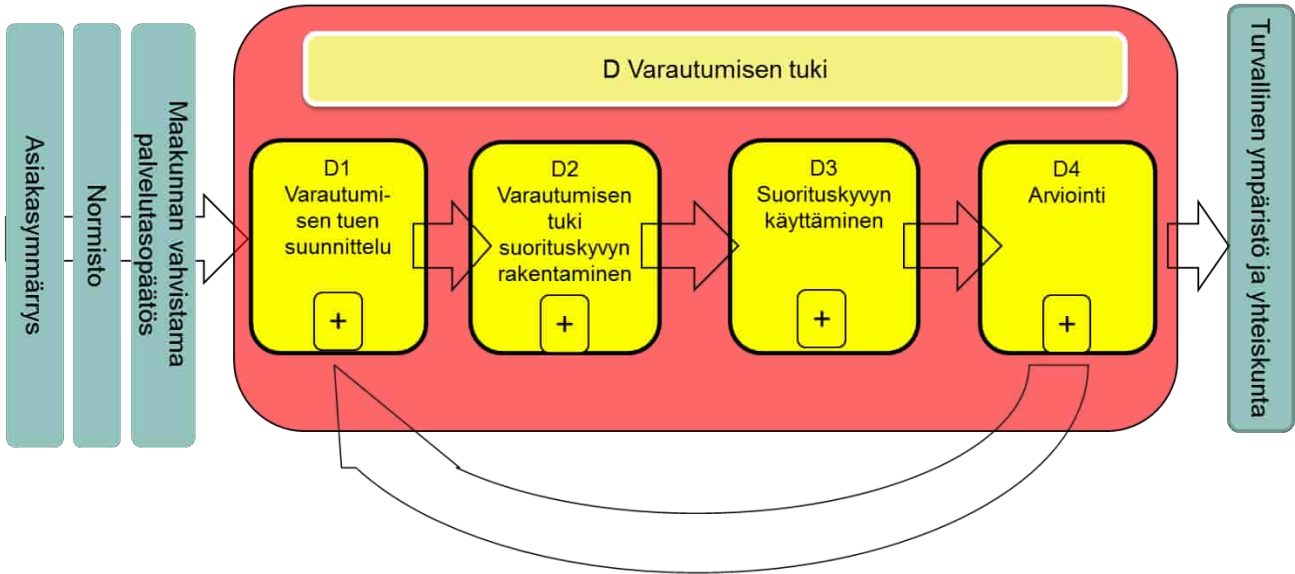 Asiakasymmärrys
Normisto
Maakunnan vahvistama
palvelutasopäätös
D Varautumisen tuki
D1
Varautumi-
sen tuen
suunnittelu
+
D2
Varautumisen
tuki
suorituskyvyn
rakentaminen
+
D3
Suorituskyvyn
käyttäminen
+
D4
Arviointi
+
Turvallinen ympäristö ja yhteiskunta